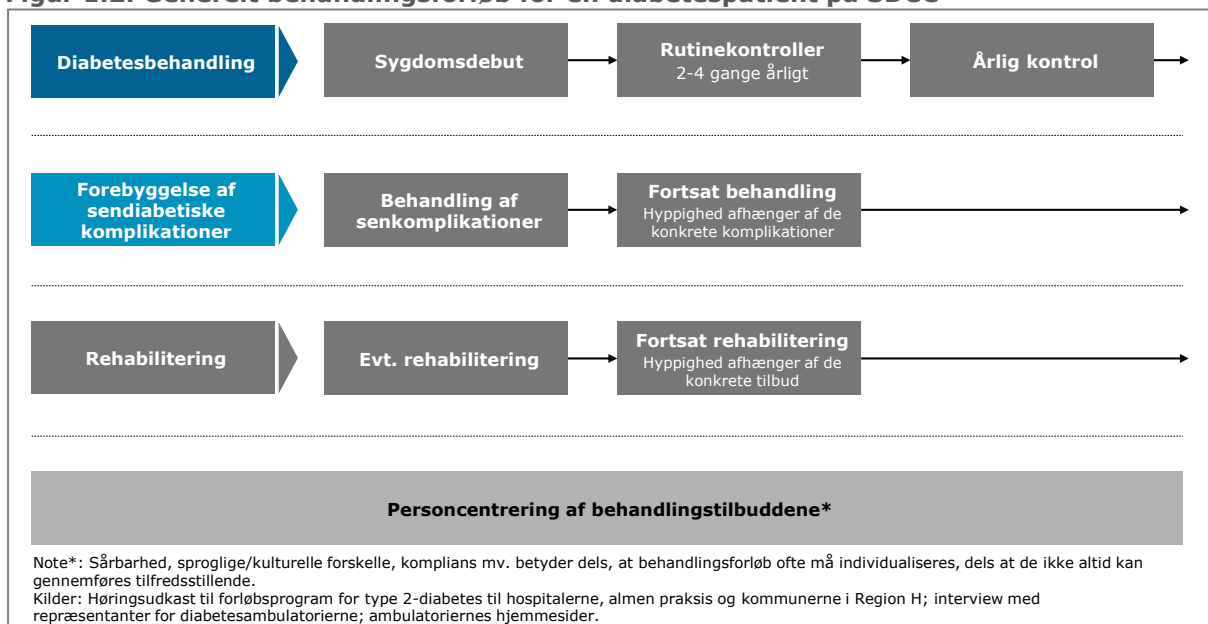 Diabetesbehandling
Sygdomsdebut
Rutinekontroller
2-4 gange årligt
Årlig kontrol
Forebyggelse af
sendiabetiske
komplikationer
Behandling af
senkomplikationer
Fortsat behandling
Hyppighed afhænger af de
konkrete komplikationer
Rehabilitering
Evt. rehabilitering
Fortsat rehabilitering
Hyppighed afhænger af de
konkrete tilbud
Personcentrering af behandlingstilbuddene*
Note*: Sårbarhed, sproglige/kulturelle forskelle, komplians mv. betyder dels, at behandlingsforløb ofte må individualiseres, dels at de ikke altid kan
gennemføres tilfredsstillende.
Kilder: Høringsudkast til forløbsprogram for type 2-diabetes til hospitalerne, almen praksis og kommunerne i Region H; interview med
repræsentanter for diabetesambulatorierne; ambulatoriernes hjemmesider.